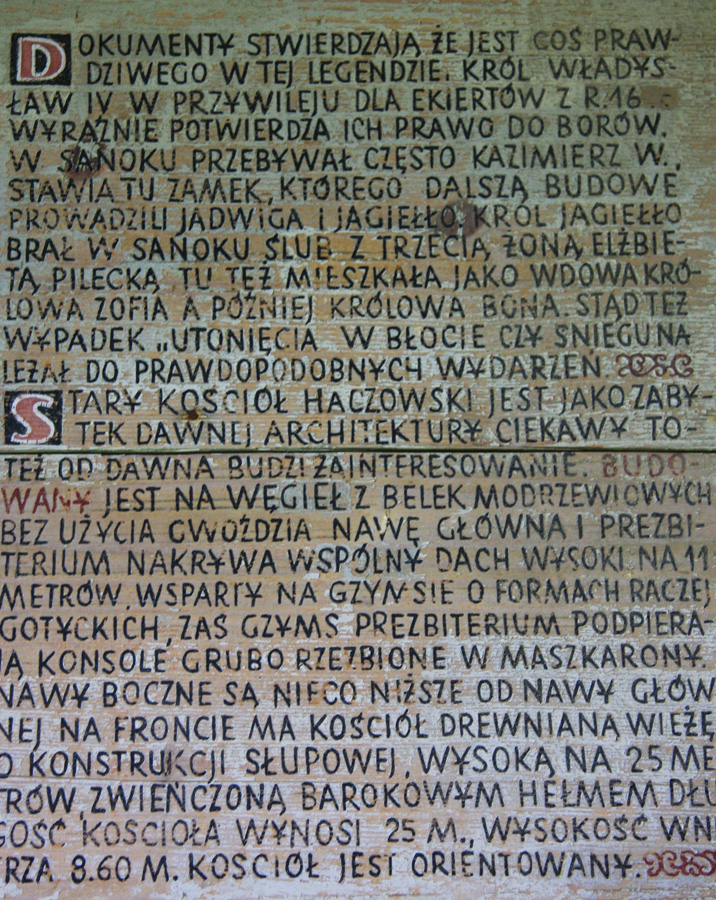 DOKUMENTY STWIERDZAJĄ ŻE JEST COŚ PRAW-
DZIWEGO W TEJ LEGENDZIE. KRÓL WŁADYS-
ŁAW IV W PRZYWILEJU DLA EKIERTÓW Z R.16
WYRAŹNIE POTWIERDZA ICH PRAWO DO BORÓW.
W SANOKU PRZEBYWAŁ CZĘSTO KAZIMIERZ W.,
STAWIA TU ZAMEK, KTÓREGO DALSZĄ BUDOWE
PROWADZILI JADWIGA I JAGIEŁŁO. KRÓL JAGIEŁŁO
BRAŁ W SANOKU ŚLUB Z TRZECIĄ ŻONĄ ELŻBIE-
TĄ PILECKĄ. TU TEŻ MIESZKAŁA JAKO WDOWA KRÓ-
LOWA ZOFIA A PÓŹNIEJ KRÓLOWA BONA. STĄD TEŻ
WYPADEK „UTONIĘCIA W BŁOCIE CZY ŚNIEGU NA
LEŻAŁ DO PRAWDOPODOBNYCH WYDARZEŃ
STARY KOŚCIÓŁ HACZOWSKI JEST JAKO ZABY-
TEK DAWNEJ ARCHITEKTURY CIEKAWY TO-
TEŻ OD DAWNA BUDZI ZAINTERESOWANIE. BUDO-
WANY JEST NA WĘGIEŁ Z BELEK MODRZEWIOWYCH
BEZ UŻYCIA GWOŹDZIA NAWĘ GŁÓWNA I PREZBI-
TERIUM NAKRYWA WSPÓLNY DACH WYSOKI NA 11
METRÓW. WSPARTY NA GZYMSIE O FORMACH RACZEJ
GOTYCKICH, ZAŚ GZYMS PREZBITERIUM PODPIERA-
JĄ KONSOLE GRUBO RZEŹBIONE W MASZKARONY.
NAWY BOCZNE SĄ NIECO NIŻSZE OD NAWY GŁÓW
NEJ NA FRONCIE MA KOŚCIÓŁ DREWNIANĄ WIEŻĘ
O KONSTRUKCJI SŁUPOWEJ, WYSOKĄ NA 25 ME
TRÓW, ZWIEŃCZONĄ BAROKOWYM HEŁMEM DŁU
GOŚĆ KOŚCIOŁA WYNOSI 25 M., WYSOKOŚĆ WNĘ
TRZA 8.60 M. KOŚCIÓŁ JEST ORIENTOWANY.